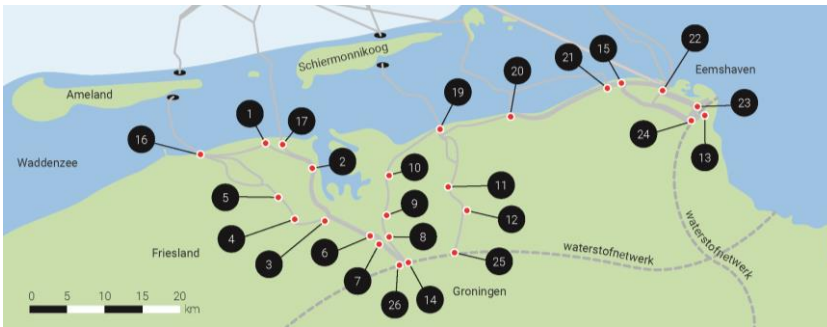 22
15
21
Schiermonnikoog
Eemshaven
20
Ameland
19
23
1
17
24
16
13
Waddenzee
2
10
11
5
9
12
4
8
waterstofnetwerk
waterstofnetwerk
Friesland
3
6
25
7
0 5 10 15 20
km
Groningen
26
14